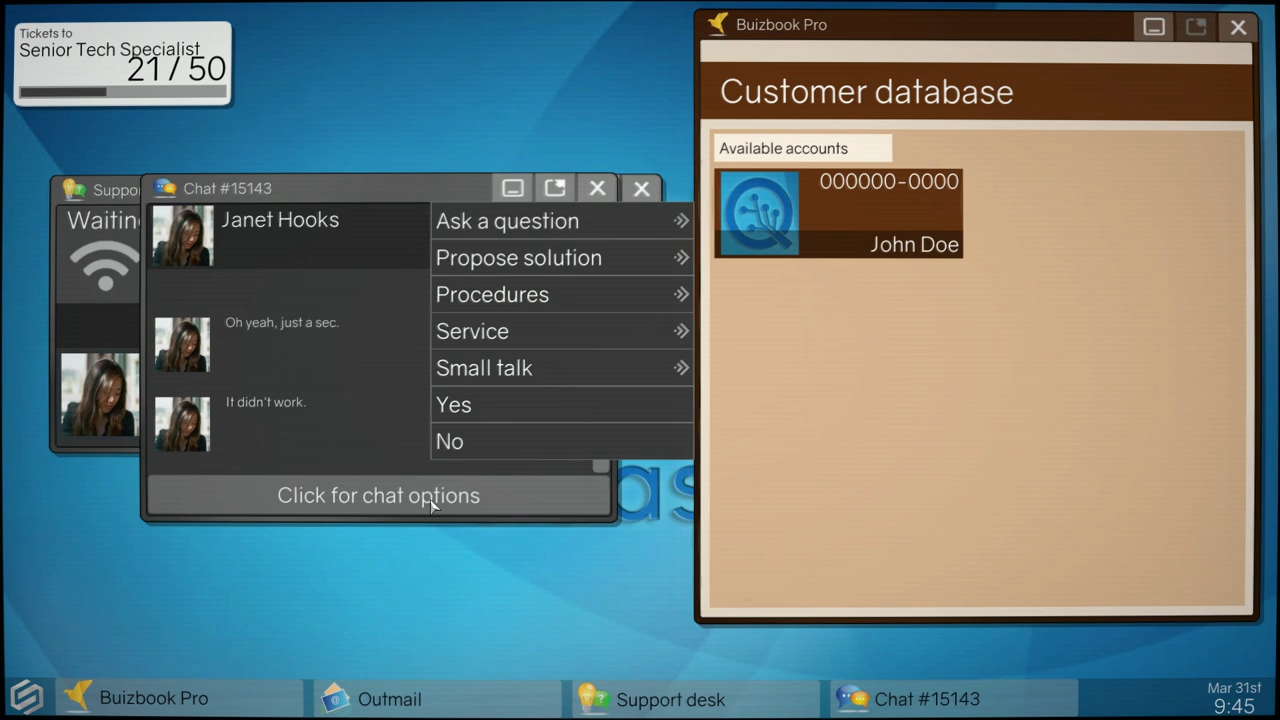 Tickets to
Senior Tech Specialist
21 / 50
Buizbook Pro
Customer database
Available accounts
000000-0000
John Doe
Suppo
Waitin
Chat #15143
Janet Hooks
Oh yeah, just a sec.
It didn't work.
Ask a question
Propose solution
Procedures
Service
Small talk
Yes
No
Click for chat options
as
Buizbook Pro
Outmail
Support desk
Chat #15143
Mar 31st
9:45